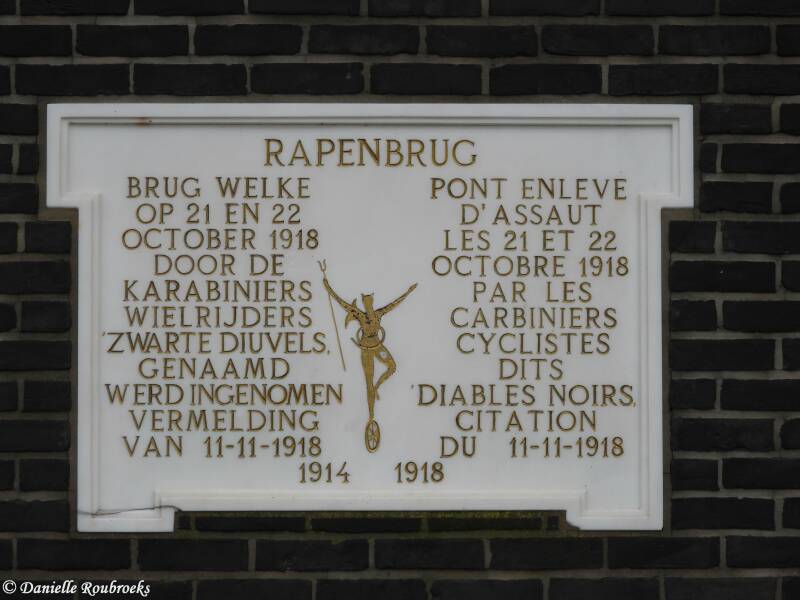 RAPENBRUG
BRUG WELKE
OP 21 EN 22
OCTOBER 1918
DOOR DE
KARABINIERS
WIELRIJDERS
'ZWARTE DIUVELS,
GENAAMD
WERD INGENOMEN
VERMELDING
VAN 11-11-1918
PONT ENLEVE
D'ASSAUT
LES 21 ET 22
OCTOBRE 1918
PAR LES
CARBINIERS
CYCLISTES
DITS
'DIABLES NOIRS,
CITATION
DU 11-11-1918
1914 1918
© Danielle Roubroeks